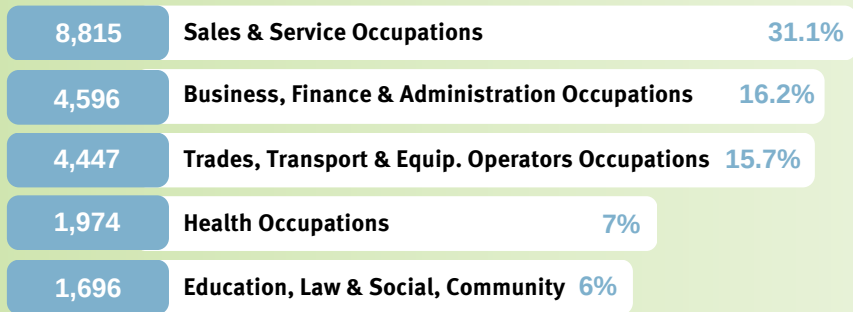 8,815 Sales & Service Occupations 31.1%
4,596 Business, Finance & Administration Occupations 16.2%
4,447 Trades, Transport & Equip. Operators Occupations 15.7%
1,974 Health Occupations 7%
1,696 Education, Law & Social, Community 6%